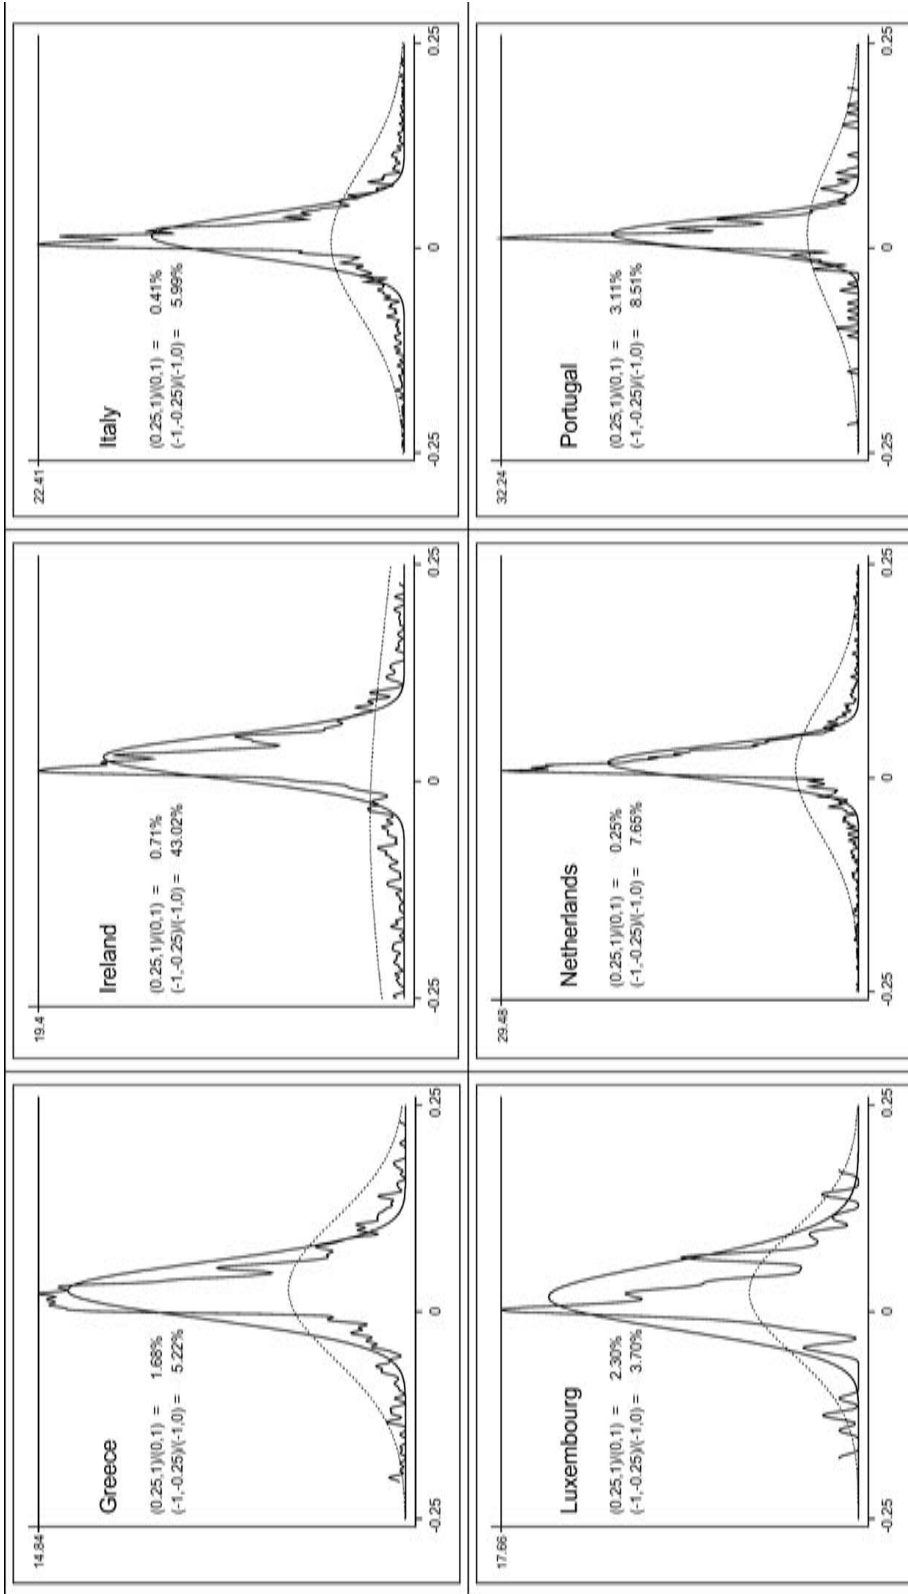 Greece
(0.25,1)/(0,1) = 1.68%
(-1,-0.25)/(-1,0) = 5.22%
14.84
-0.25 0 0.25
Ireland
(0.25,1)/(0,1) = 0.71%
(-1,-0.25)/(-1,0) = 43.02%
19.4
-0.25 0 0.25
Italy
(0.25,1)/(0,1) = 0.41%
(-1,-0.25)/(-1,0) = 5.99%
22.41
-0.25 0 0.25
Luxembourg
(0.25,1)/(0,1) = 2.30%
(-1,-0.25)/(-1,0) = 3.70%
17.66
-0.25 0 0.25
Netherlands
(0.25,1)/(0,1) = 0.25%
(-1,-0.25)/(-1,0) = 7.65%
29.48
-0.25 0 0.25
Portugal
(0.25,1)/(0,1) = 3.11%
(-1,-0.25)/(-1,0) = 8.51%
32.24
-0.25 0 0.25